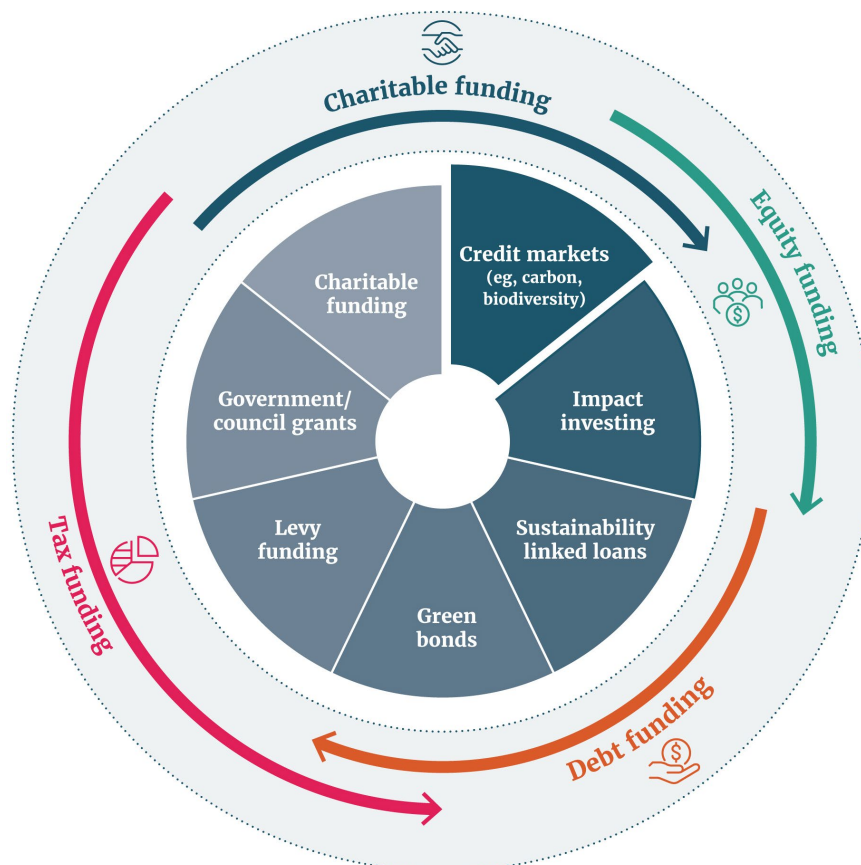 Charitable funding
Equity funding
Debt funding
Tax funding
Credit markets
(eg, carbon,
biodiversity)
Impact
investing
Sustainability
linked loans
Green
bonds
Levy
funding
Government/
council grants
Charitable
funding
$
$